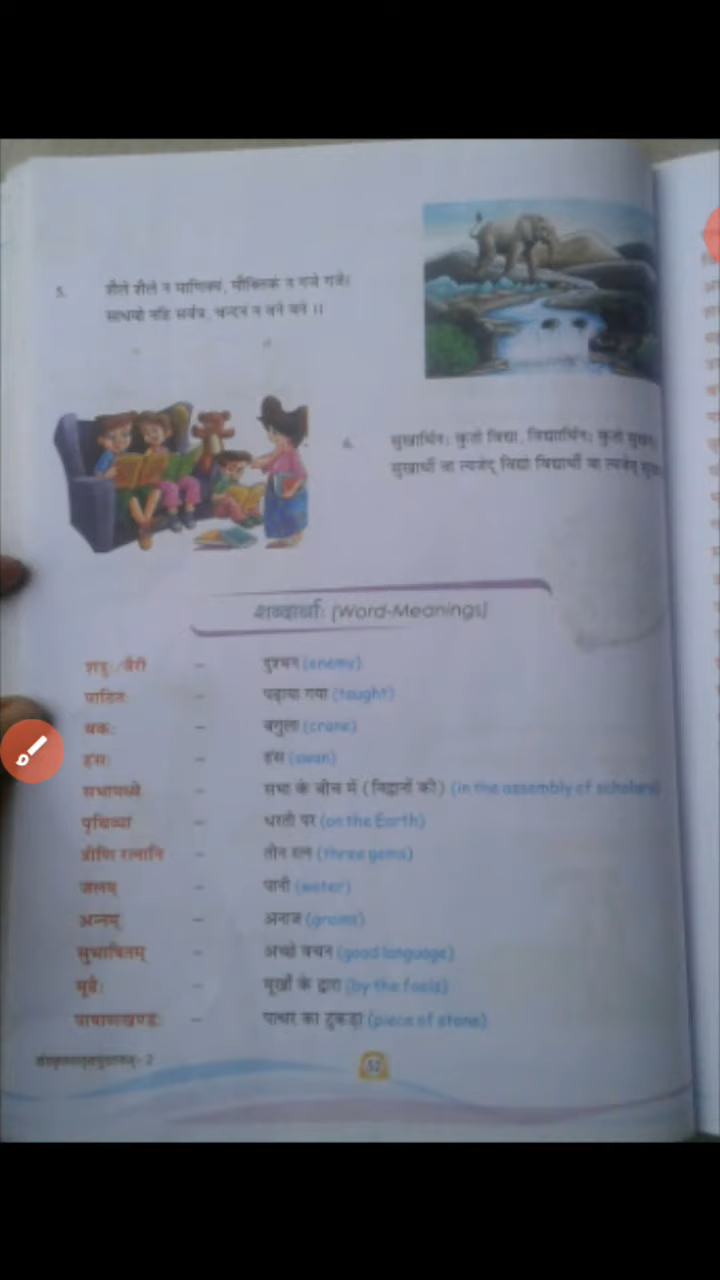 5. शैले शैले न माणिक्यं, मौक्तिकं न गजे गजे।
साधवो नहि सर्वत्र, चन्दनं न वने वने ।।
6. सुखार्थिनः कुतो विद्या, विद्यार्थिनः कुतो
सुखार्थी वा त्यजेद् विद्यां विद्यार्थी वा त्यजेत्
शब्दार्थाः (Word-Meanings)
शत्रुः/वैरी – दुश्मन (enemy)
पाठितः – पढ़ाया गया (taught)
बकः – बगुला (crane)
हंसः – हंस (swan)
सभामध्ये – सभा के बीच में (विद्वानों की) (in the assembly of scholars)
पृथिव्यां – धरती पर (on the Earth)
त्रीणि रत्नानि – तीन रत्न (three gems)
जलम् – पानी (water)
अन्नम् – अनाज (grains)
सुभाषितम् – अच्छे वचन (good language)
मूढैः – मूर्खों के द्वारा (by the fools)
पाषाणखण्डः – पत्थर का टुकड़ा (piece of stone)
52